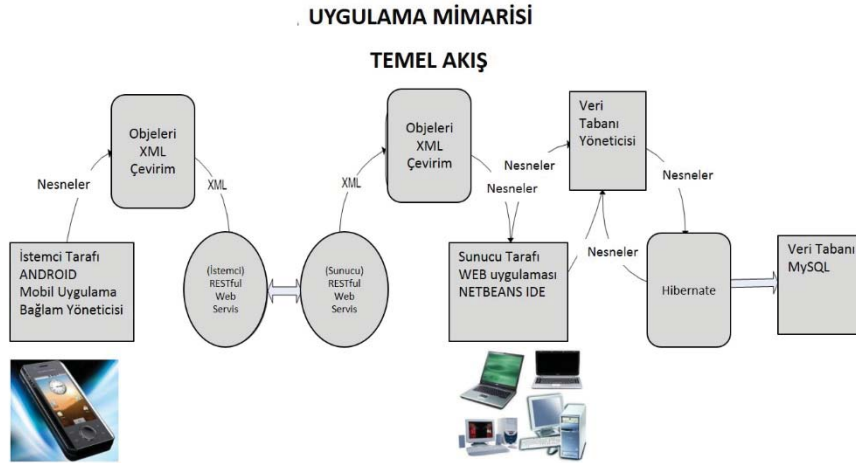 UYGULAMA MİMARİSİ
TEMEL AKIŞ
Objeleri
XML
Çevirim
Objeleri
XML
Çevirim
Veri
Tabanı
Yöneticisi
Nesneler
XML
XML
Nesneler
Nesneler
Nesneler
Nesneler
İstemci Tarafı
ANDROID
Mobil Uygulama
Bağlam Yöneticisi
(İstemci)
RESTful
Web
Servis
(Sunucu)
RESTful
Web
Servis
Sunucu Tarafı
WEB uygulaması
NETBEANS IDE
Hibernate
Veri Tabanı
MySQL